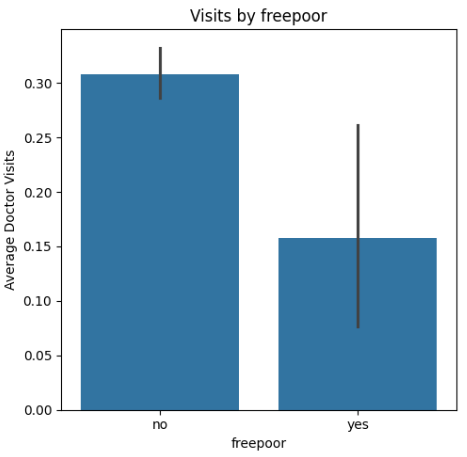 Visits by freepoor
Average Doctor Visits
0.30
0.25
0.20
0.15
0.10
0.05
0.00
no yes
freepoor